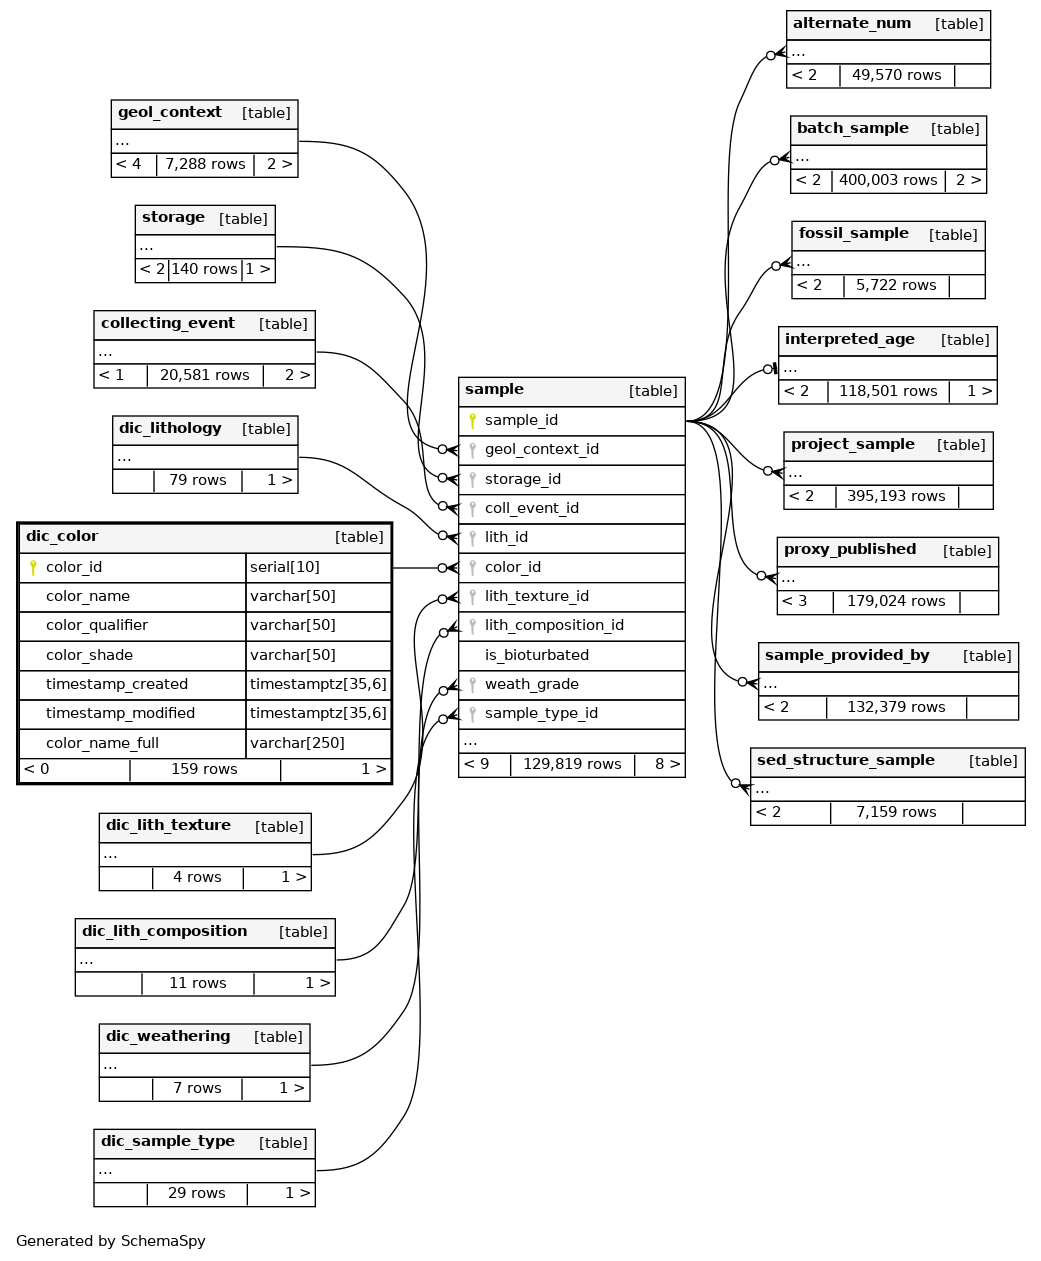 geol_context [table]
...
< 4 7,288 rows 2 >
storage [table]
...
< 2 140 rows 1 >
collecting_event [table]
...
< 1 20,581 rows 2 >
dic_lithology [table]
...
79 rows 1 >
dic_color [table]
color_id serial[10]
color_name varchar[50]
color_qualifier varchar[50]
color_shade varchar[50]
timestamp_created timestamptz[35,6]
timestamp_modified timestamptz[35,6]
color_name_full varchar[250]
< 0 159 rows 1 >
dic_lith_texture [table]
...
4 rows 1 >
dic_lith_composition [table]
...
11 rows 1 >
dic_weathering [table]
...
7 rows 1 >
dic_sample_type [table]
...
29 rows 1 >
sample [table]
sample_id
geol_context_id
storage_id
coll_event_id
lith_id
color_id
lith_texture_id
lith_composition_id
is_bioturbated
weath_grade
sample_type_id
...
< 9 129,819 rows 8 >
alternate_num [table]
...
< 2 49,570 rows
batch_sample [table]
...
< 2 400,003 rows 2 >
fossil_sample [table]
...
< 2 5,722 rows
interpreted_age [table]
...
< 2 118,501 rows 1 >
project_sample [table]
...
< 2 395,193 rows
proxy_published [table]
...
< 3 179,024 rows
sample_provided_by [table]
...
< 2 132,379 rows
sed_structure_sample [table]
...
< 2 7,159 rows
Generated by SchemaSpy